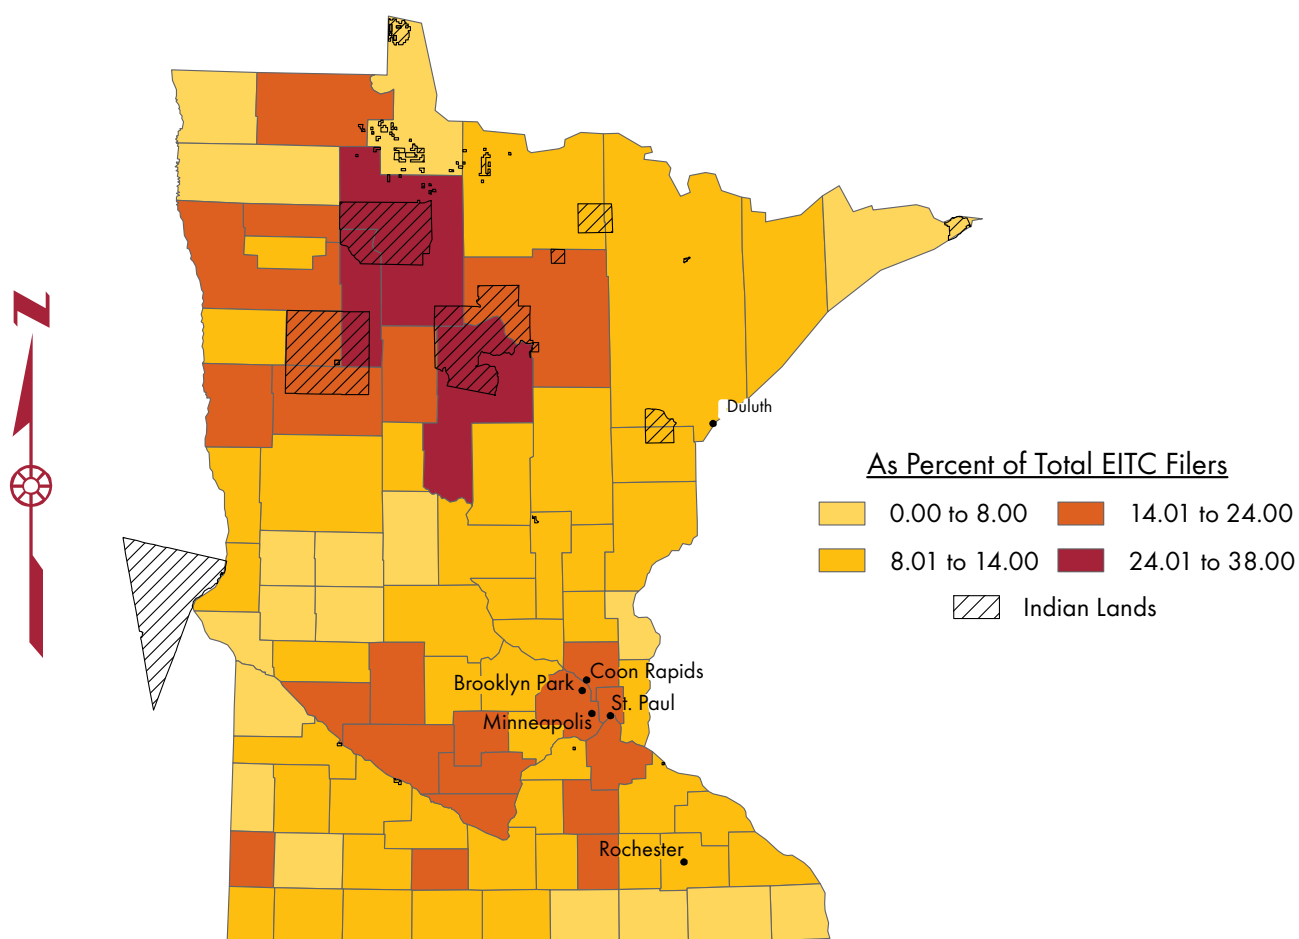 Duluth
As Percent of Total EITC Filers
0.00 to 8.00
14.01 to 24.00
8.01 to 14.00
24.01 to 38.00
Indian Lands
Coon Rapids
Brooklyn Park
St. Paul
Minneapolis
Rochester
N